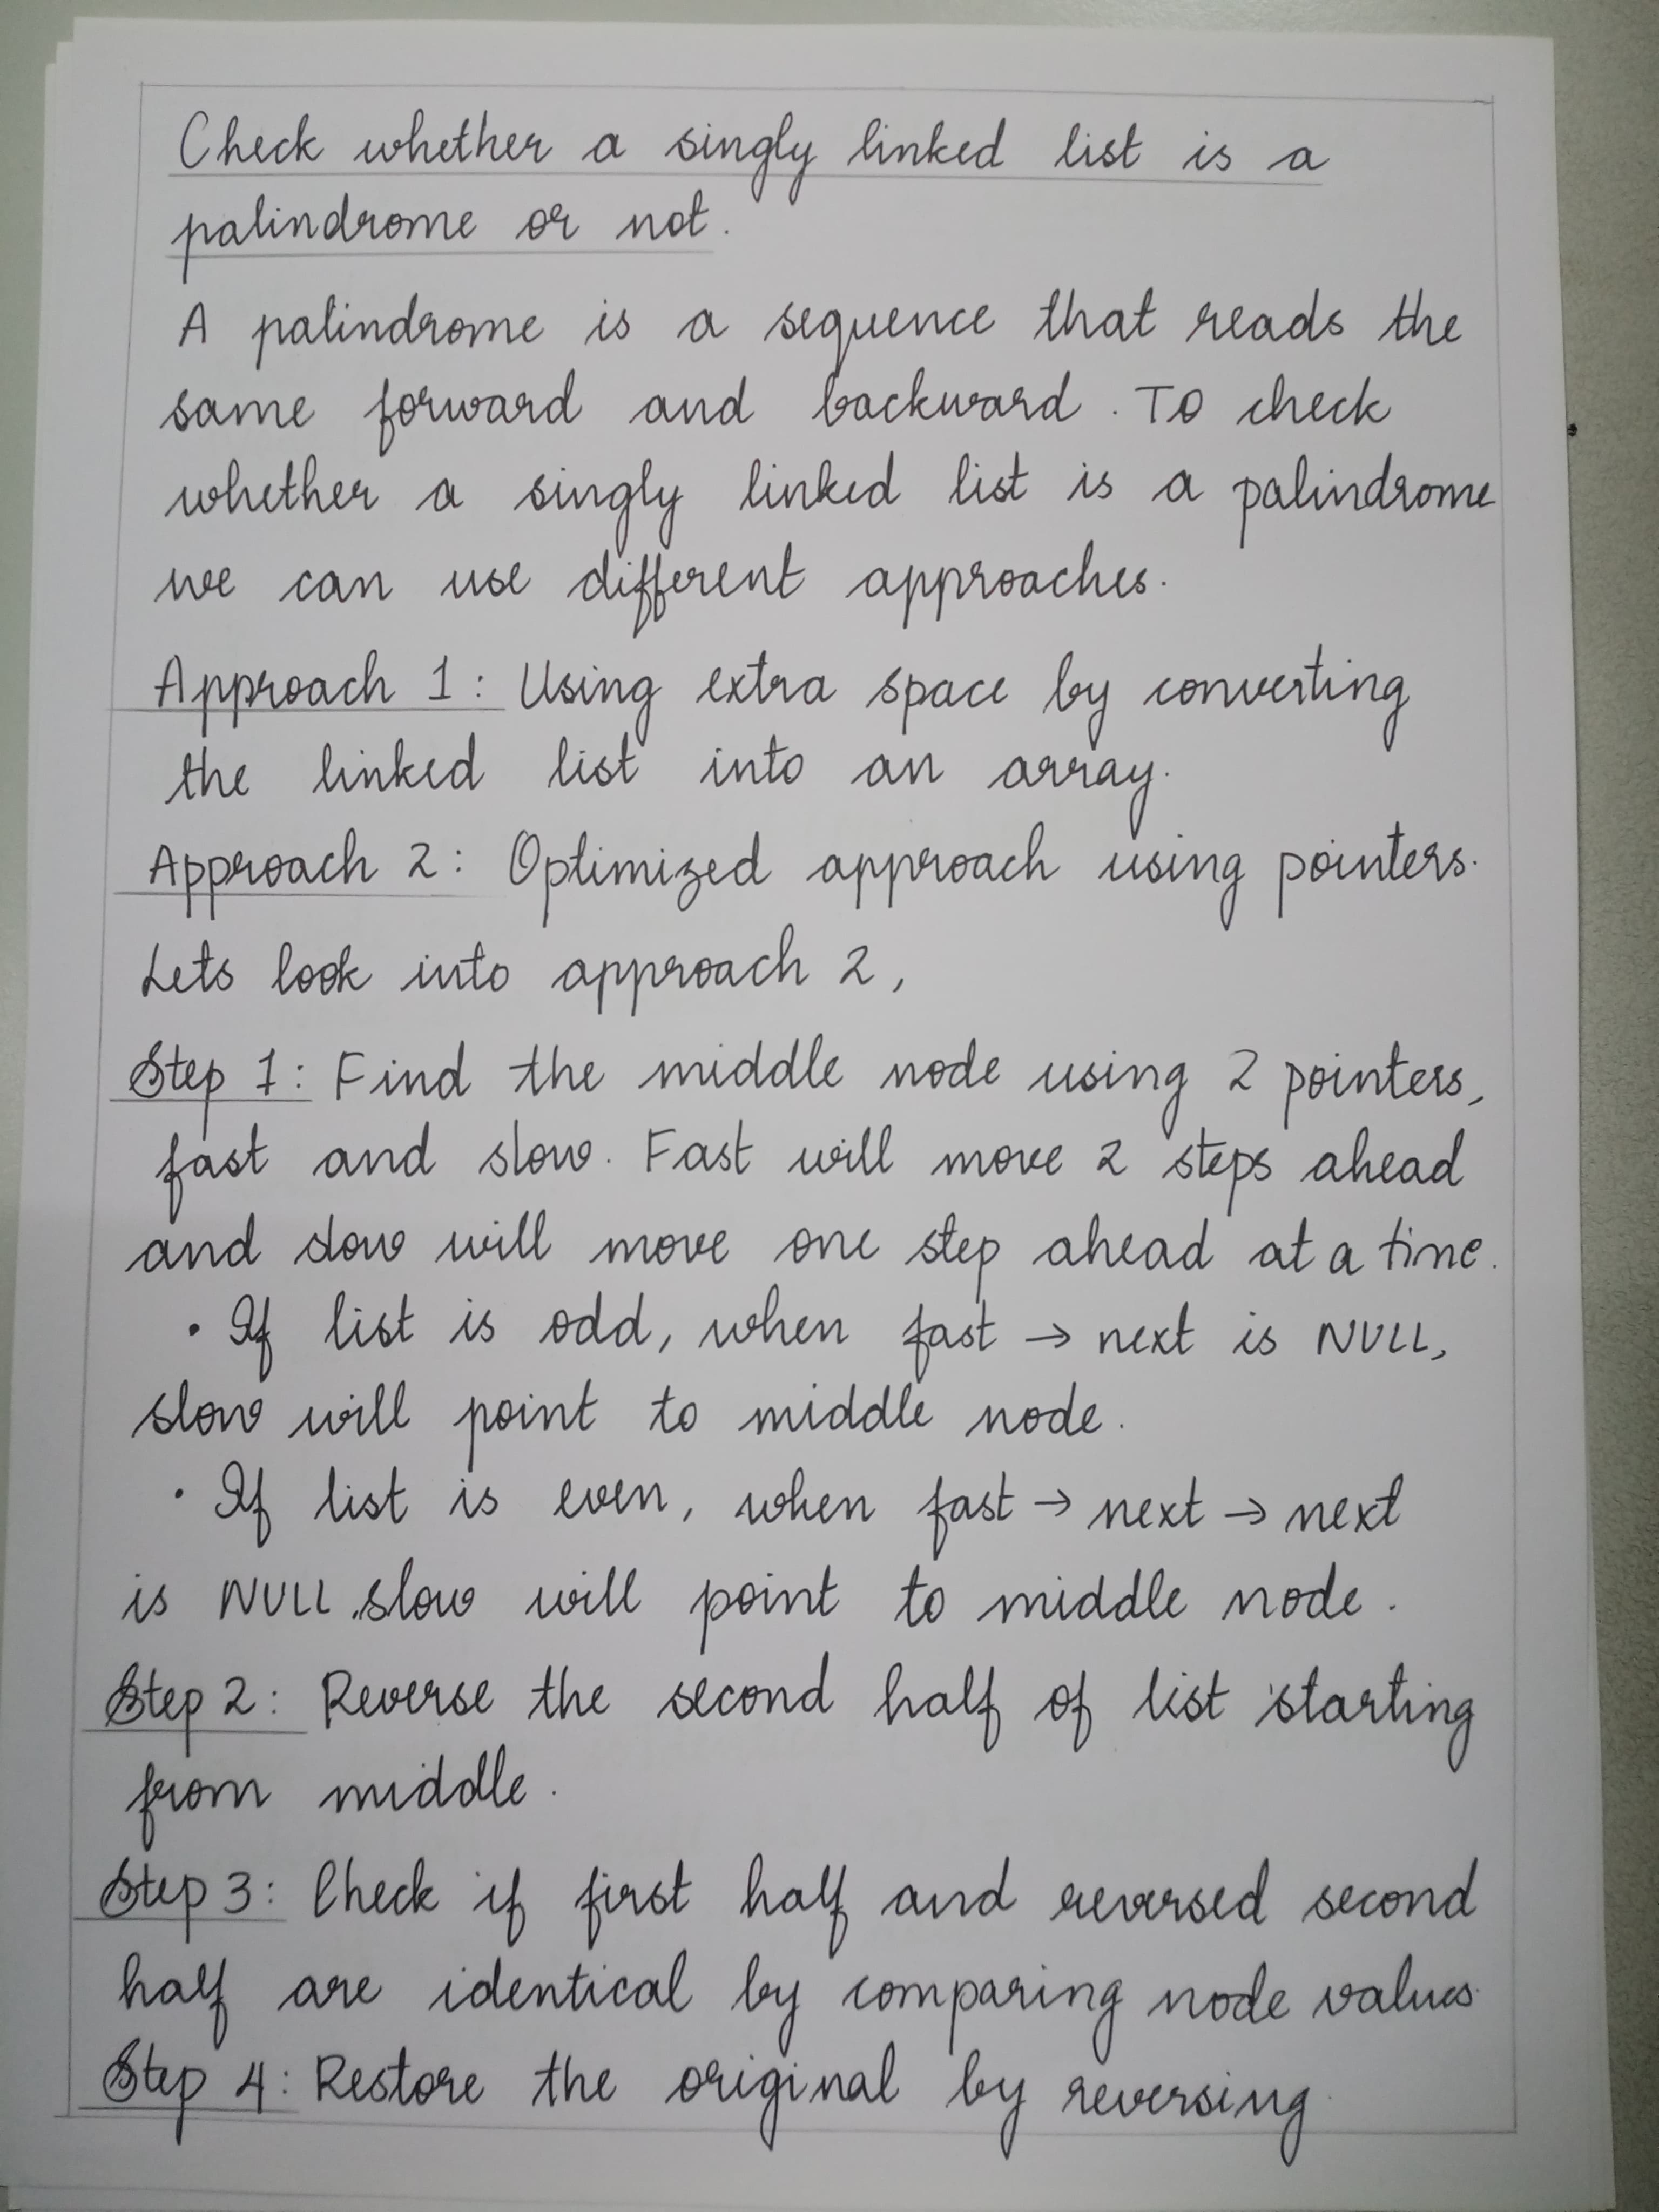 Check whether a singly linked list is a
palindrome or not.
A palindrome is a sequence that reads the
same forward and backward. To check
whether a singly linked list is a palindrome
we can use different approaches.
Approach 1: Using extra space by converting
the linked list into an array.
Approach 2: Optimized approach using pointers.
Lets look into approach 2,
Step 1: Find the middle node using 2 pointers,
fast and slow. Fast will move 2 steps ahead
and slow will move one step ahead at a time.
• If list is odd, when fast → next is NULL,
slow will point to middle node.
• If list is even, when fast → next → next
is NULL, slow will point to middle node.
Step 2: Reverse the second half of list starting
from middle.
Step 3: Check if first half and reversed second
half are identical by comparing node values.
Step 4: Restore the original by reversing.